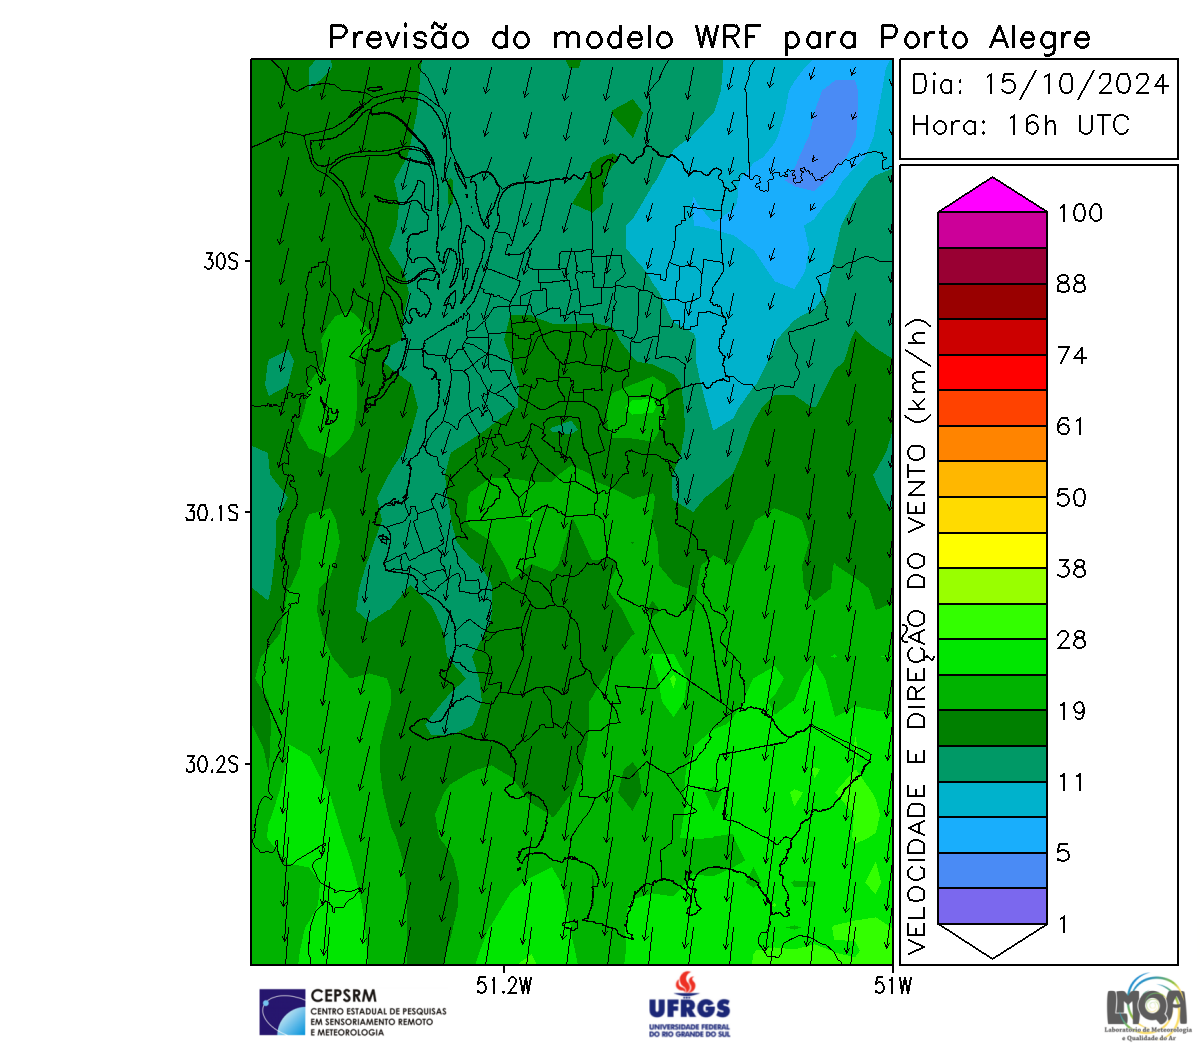 Previsão do modelo WRF para Porto Alegre
Dia: 15/10/2024
Hora: 16h UTC
100
88
74
61
50
38
28
19
11
5
1
VELOCIDADE E DIREÇÃO DO VENTO (km/h)
30S
30.1S
30.2S
51.2W
51W
CEPSRM
CENTRO ESTADUAL DE PESQUISAS
EM SENSORIAMENTO REMOTO
E METEOROLOGIA
UFRGS
UNIVERSIDADE FEDERAL
DO RIO GRANDE DO SUL
LMQA
Laboratório de Meteorologia
e Qualidade do Ar